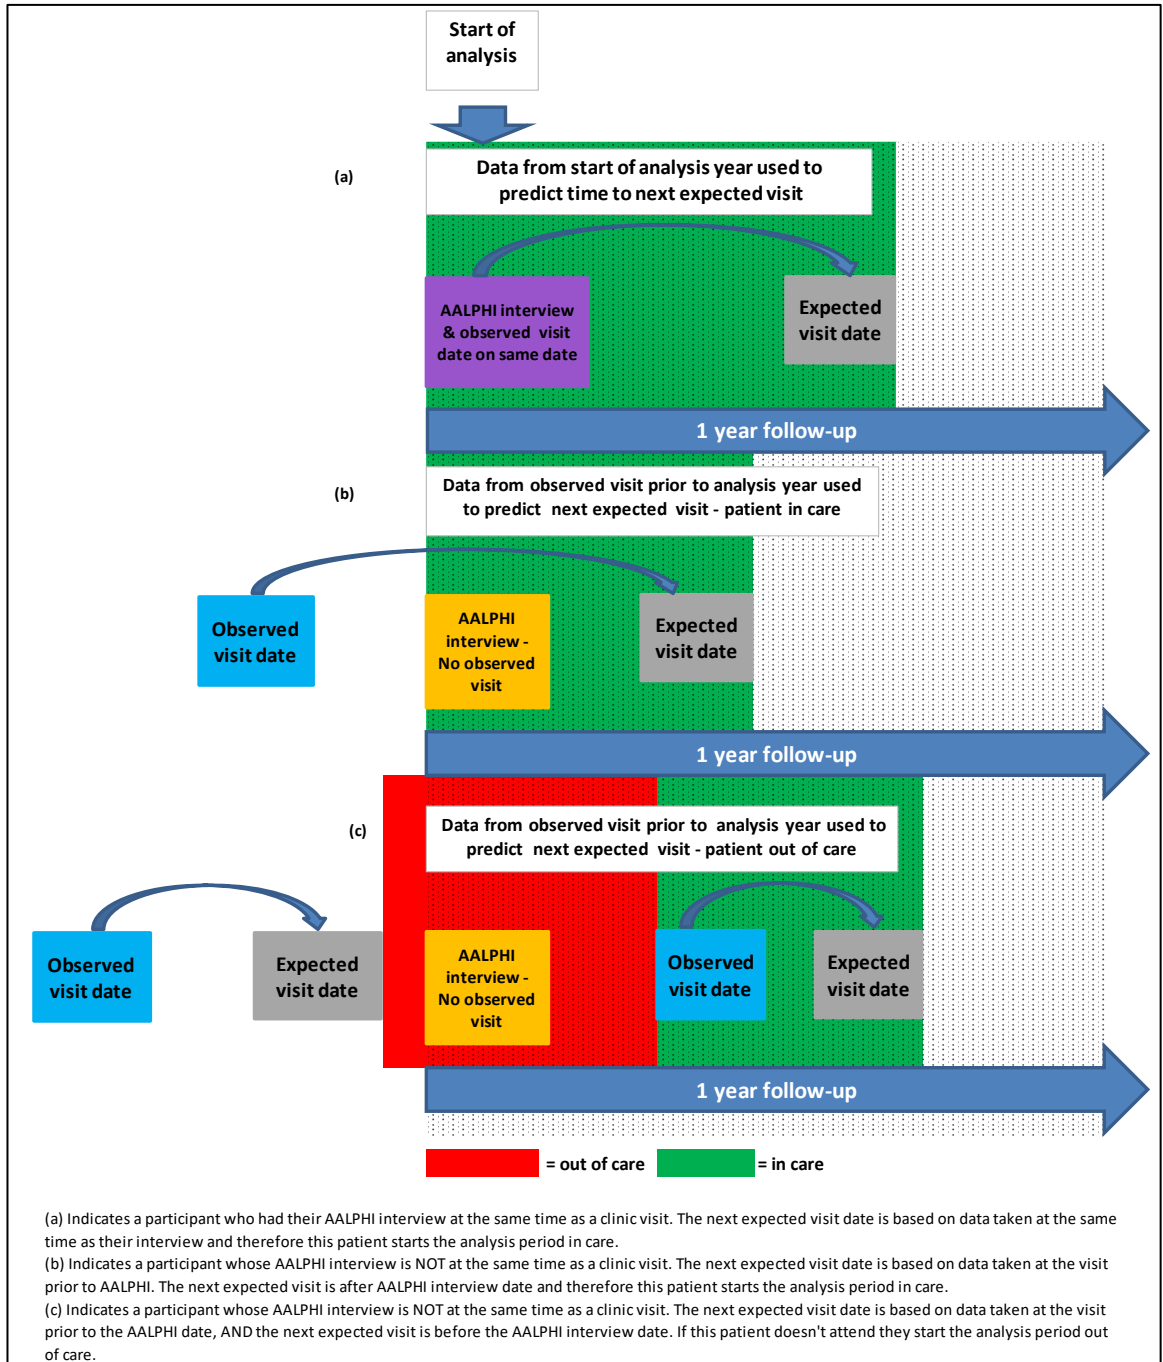 Start of
analysis
(a)
Data from start of analysis year used to
predict time to next expected visit
AALPHI interview
& observed visit
date on same date
Expected
visit date
1 year follow-up
(b)
Data from observed visit prior to analysis year used
to predict next expected visit - patient in care
Observed
visit date
AALPHI
interview -
No observed
visit
Expected
visit date
1 year follow-up
(c)
Data from observed visit prior to analysis year used to
predict next expected visit - patient out of care
Observed
visit date
Expected
visit date
AALPHI
interview -
No observed
visit
Observed
visit date
Expected
visit date
1 year follow-up
= out of care
= in care
(a) Indicates a participant who had their AALPHI interview at the same time as a clinic visit. The next expected visit date is based on data taken at the same
time as their interview and therefore this patient starts the analysis period in care.
(b) Indicates a participant whose AALPHI interview is NOT at the same time as a clinic visit. The next expected visit date is based on data taken at the visit
prior to AALPHI. The next expected visit is after AALPHI interview date and therefore this patient starts the analysis period in care.
(c) Indicates a participant whose AALPHI interview is NOT at the same time as a clinic visit. The next expected visit date is based on data taken at the visit
prior to the AALPHI date, AND the next expected visit is before the AALPHI interview date. If this patient doesn't attend they start the analysis period out
of care.